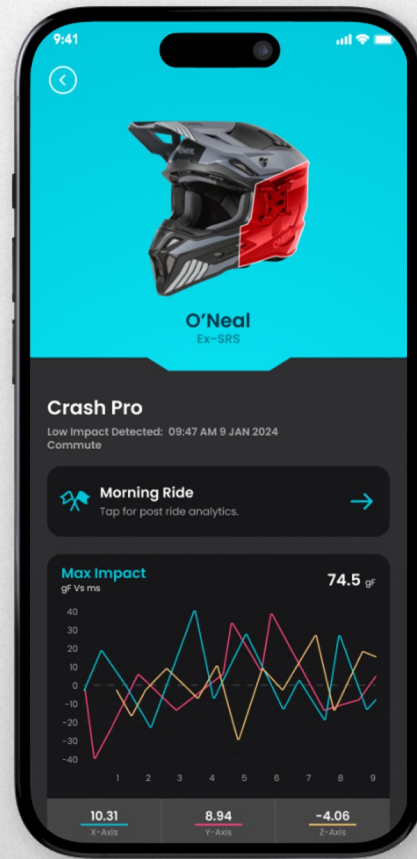 9:41
O'Neal
Ex-SRS
Crash Pro
Low Impact Detected: 09:47 AM 9 JAN 2024
Commute
Morning Ride
Tap for post ride analytics.
Max Impact
gF Vs ms
74.5 gF
40
30
20
10
0
-10
-20
-30
-40
1 2 3 4 5 6 7 8 9
10.31 8.94 -4.06
X-Axis Y-Axis Z-Axis